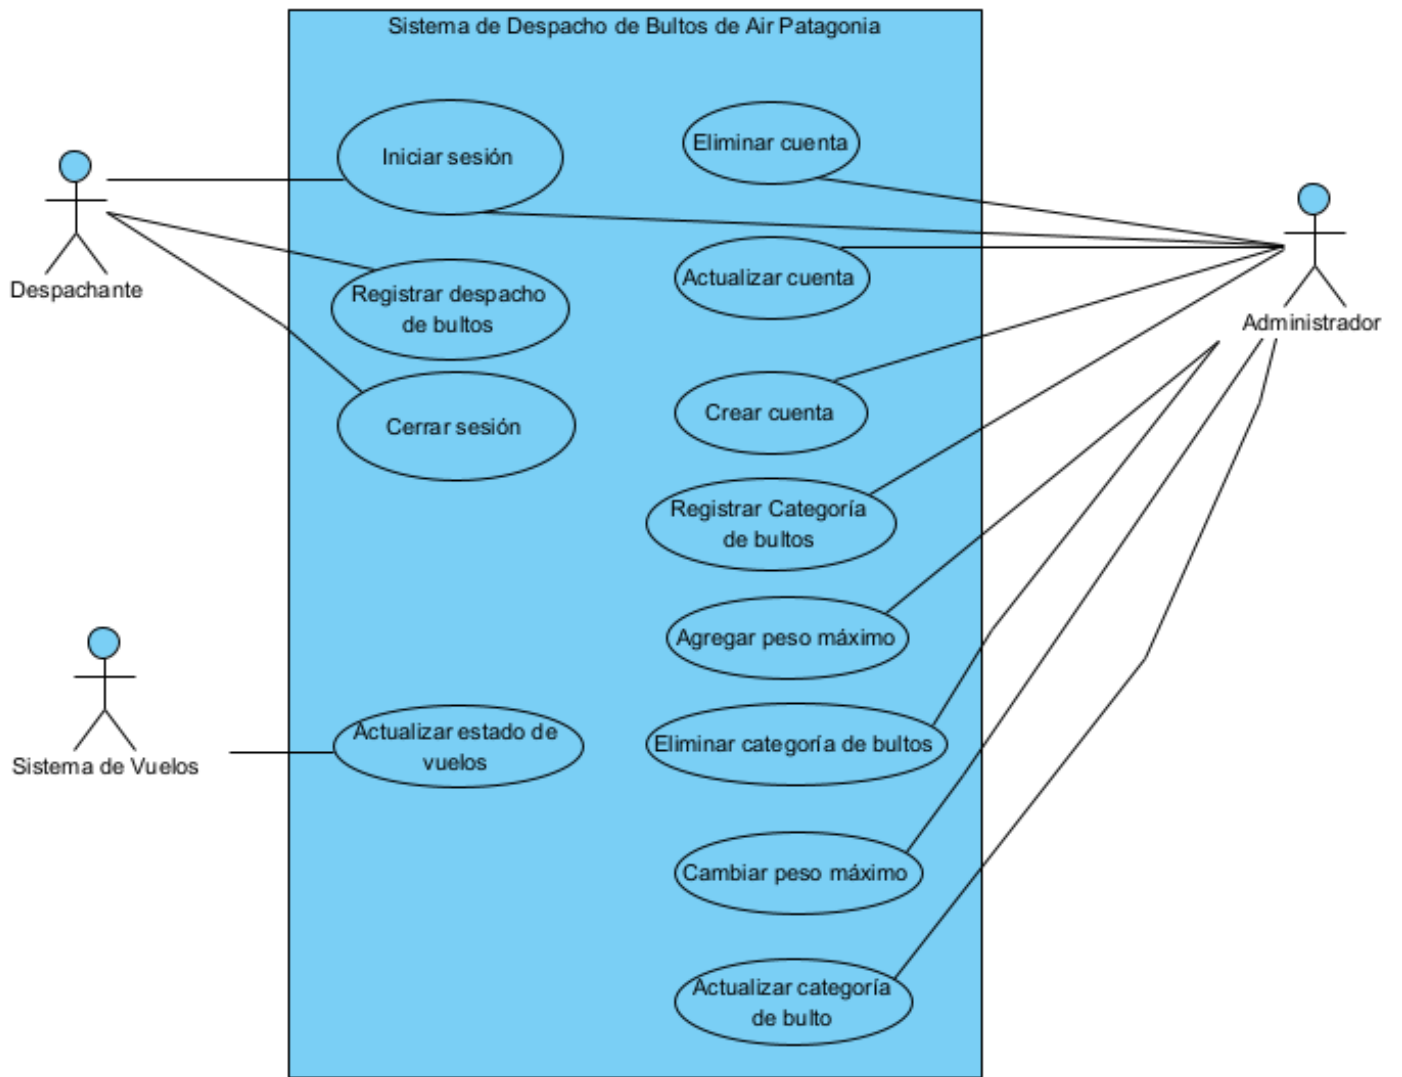 Sistema de Despacho de Bultos de Air Patagonia
Iniciar sesión
Eliminar cuenta
Despachante
Registrar despacho
de bultos
Actualizar cuenta
Administrador
Cerrar sesión
Crear cuenta
Registrar Categoría
de bultos
Agregar peso máximo
Sistema de Vuelos
Actualizar estado de
vuelos
Eliminar categoría de bultos
Cambiar peso máximo
Actualizar categoría
de bulto